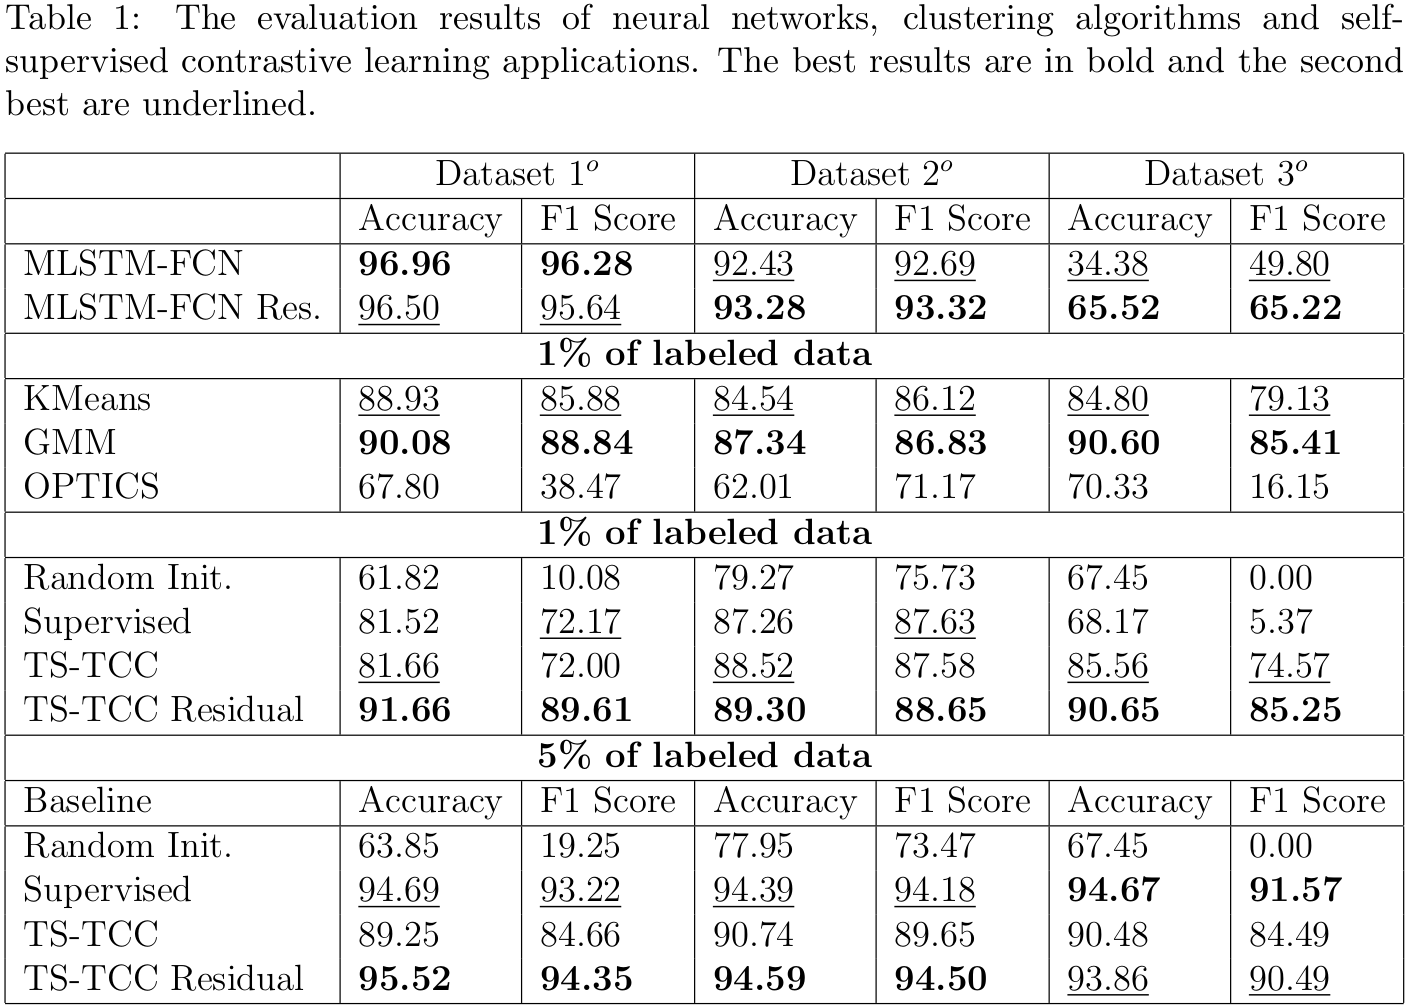 Table 1: The evaluation results of neural networks, clustering algorithms and self-
supervised contrastive learning applications. The best results are in bold and the second
best are underlined.
Dataset 1º Dataset 2º Dataset 3º
Accuracy F1 Score Accuracy F1 Score Accuracy F1 Score
MLSTM-FCN 96.96 96.28 92.43 92.69 34.38 49.80
MLSTM-FCN Res. 96.50 95.64 93.28 93.32 65.52 65.22
1% of labeled data
KMeans 88.93 85.88 84.54 86.12 84.80 79.13
GMM 90.08 88.84 87.34 86.83 90.60 85.41
OPTICS 67.80 38.47 62.01 71.17 70.33 16.15
1% of labeled data
Random Init. 61.82 10.08 79.27 75.73 67.45 0.00
Supervised 81.52 72.17 87.26 87.63 68.17 5.37
TS-TCC 81.66 72.00 88.52 87.58 85.56 74.57
TS-TCC Residual 91.66 89.61 89.30 88.65 90.65 85.25
5% of labeled data
Baseline Accuracy F1 Score Accuracy F1 Score Accuracy F1 Score
Random Init. 63.85 19.25 77.95 73.47 67.45 0.00
Supervised 94.69 93.22 94.39 94.18 94.67 91.57
TS-TCC 89.25 84.66 90.74 89.65 90.48 84.49
TS-TCC Residual 95.52 94.35 94.59 94.50 93.86 90.49